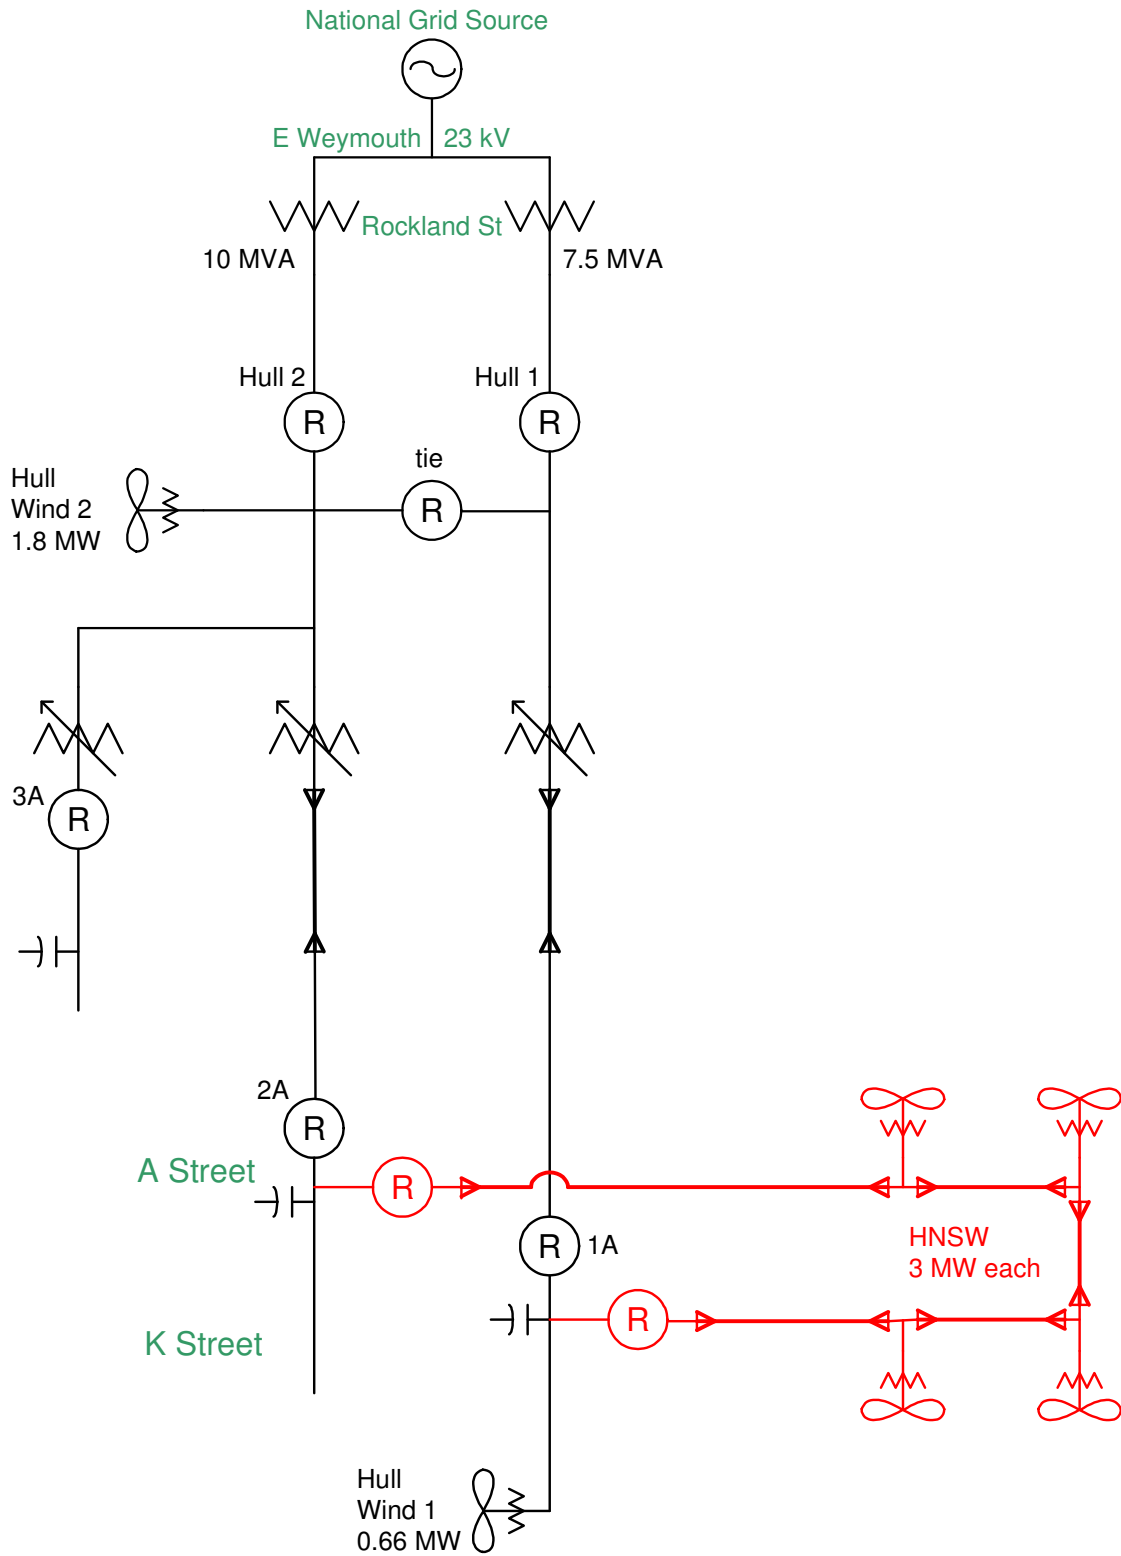 National Grid Source
E Weymouth 23 kV
Rockland St
10 MVA
7.5 MVA
Hull 2
Hull 1
R
R
tie
R
Hull
Wind 2
1.8 MW
3A
R
2A
R
A Street
R
R
1A
HNSW
3 MW each
R
K Street
Hull
Wind 1
0.66 MW